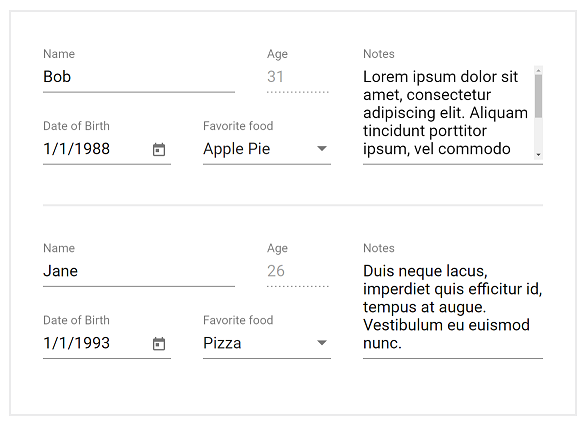 Name
Age
Notes
Bob
31
Lorem ipsum dolor sit
amet, consectetur
adipiscing elit. Aliquam
tincidunt porttitor
ipsum, vel commodo
Date of Birth
Favorite food
1/1/1988
Apple Pie
Name
Age
Notes
Jane
26
Duis neque lacus,
imperdiet quis efficitur id,
tempus at augue.
Vestibulum eu euismod
nunc.
Date of Birth
Favorite food
1/1/1993
Pizza